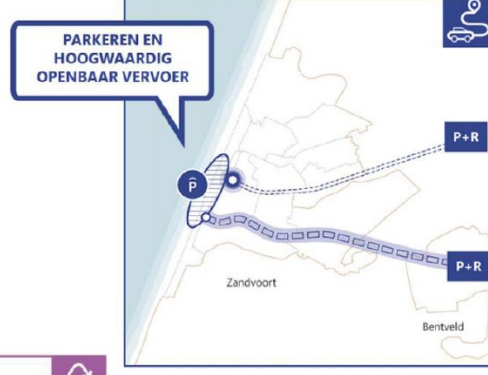 PARKEREN EN
HOOGWAARDIG
OPENBAAR VERVOER
P+R
P
P+R
Zandvoort
Bentveld